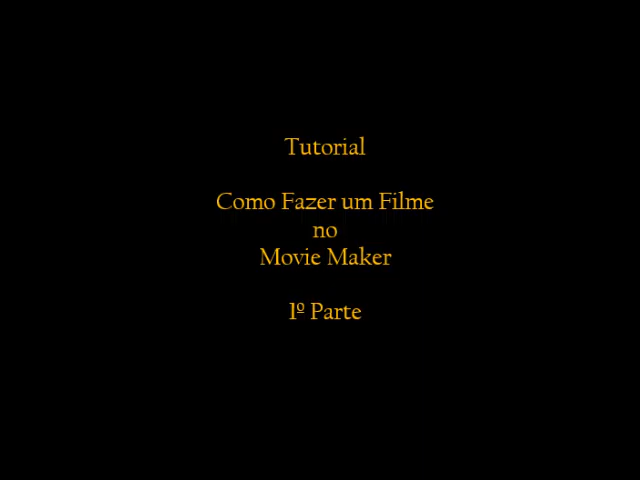 Tutorial
Como Fazer um Filme
no
Movie Maker
1º Parte